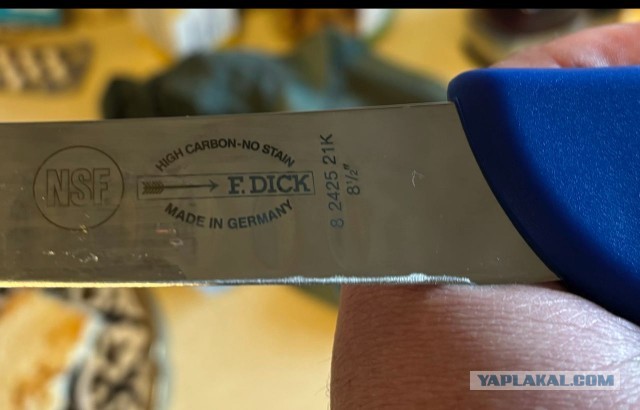 NSF
HIGH CARBON-NO STAIN
F. DICK
MADE IN GERMANY
8 2425 21K
8½"
YAPLAKAL.COM